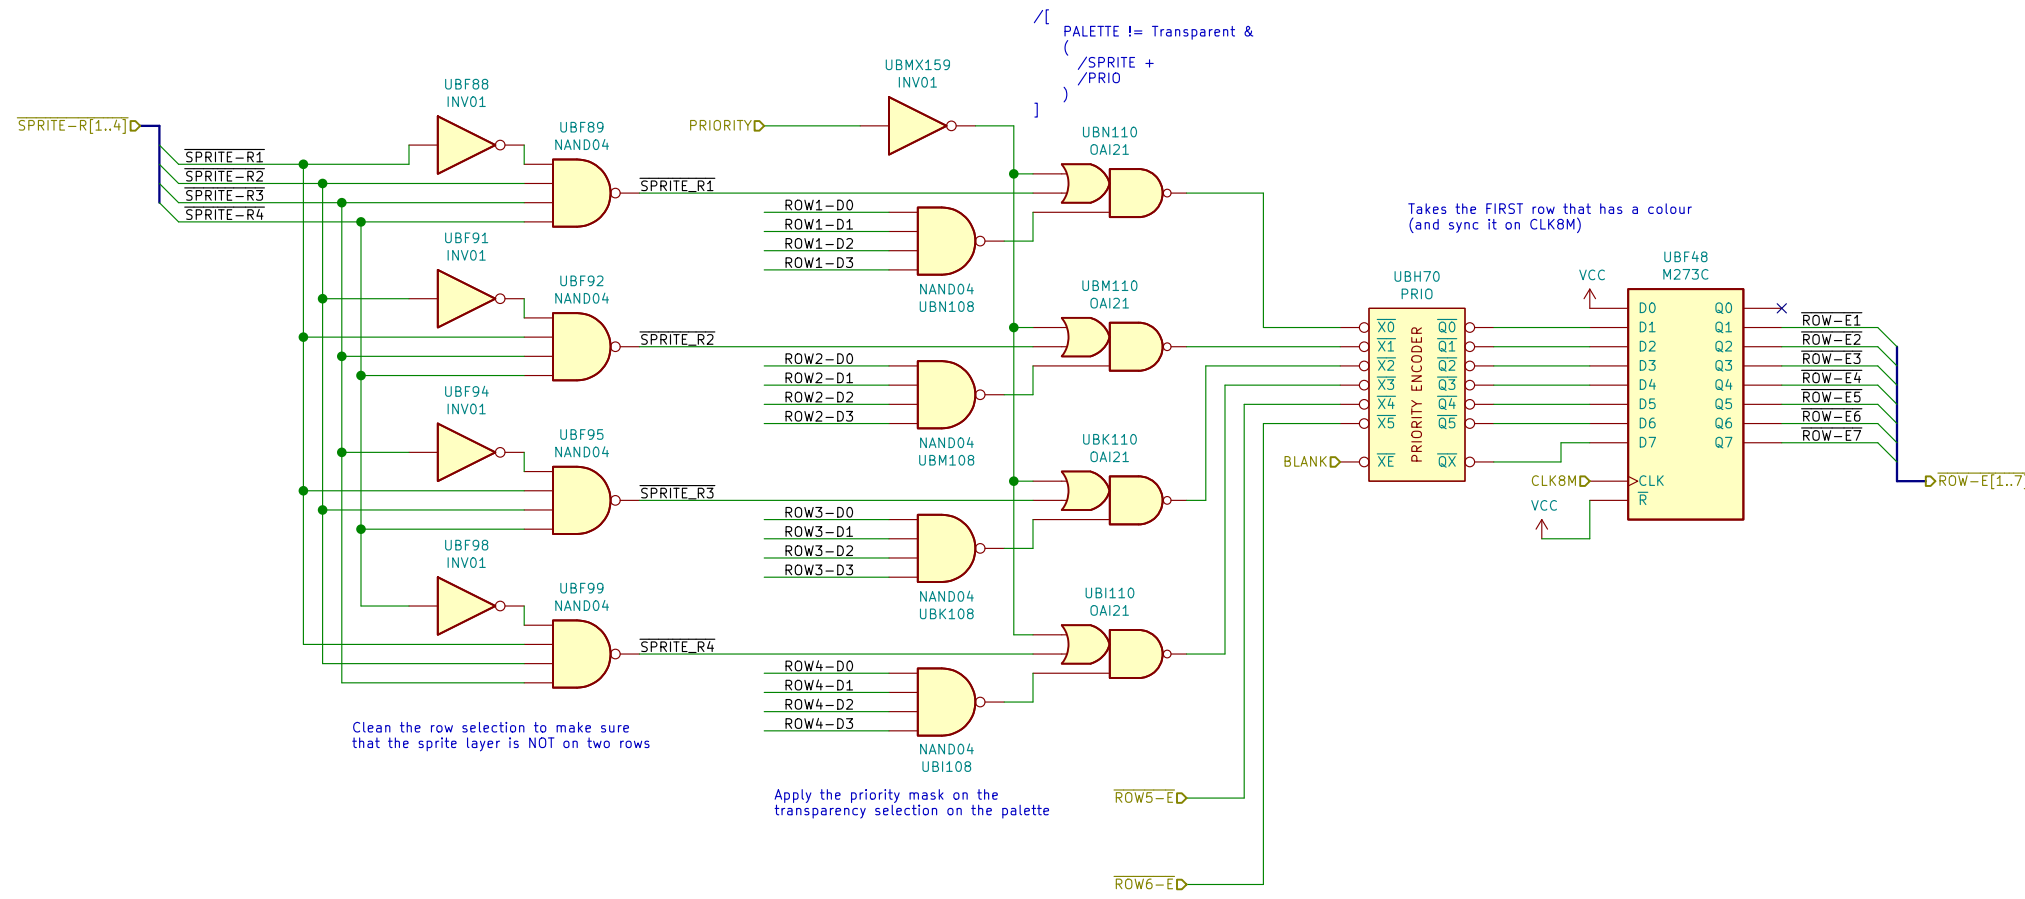 /[
PALETTE != Transparent &
(
/SPRITE +
/PRIO
)
]
SPRITE-R[1..4]
SPRITE-R1
SPRITE-R2
SPRITE-R3
SPRITE-R4
UBF88
INV01
UBF89
NAND04
SPRITE_R1
UBF91
INV01
UBF92
NAND04
SPRITE_R2
UBF94
INV01
UBF95
NAND04
SPRITE_R3
UBF98
INV01
UBF99
NAND04
SPRITE_R4
Clean the row selection to make sure
that the sprite layer is NOT on two rows
UBMX159
INV01
PRIORITY
UBN110
OAI21
ROW1-D0
ROW1-D1
ROW1-D2
ROW1-D3
NAND04
UBN108
UBM110
OAI21
ROW2-D0
ROW2-D1
ROW2-D2
ROW2-D3
NAND04
UBM108
UBK110
OAI21
ROW3-D0
ROW3-D1
ROW3-D2
ROW3-D3
NAND04
UBK108
UBI110
OAI21
ROW4-D0
ROW4-D1
ROW4-D2
ROW4-D3
NAND04
UBI108
Apply the priority mask on the
transparency selection on the palette
ROW5-E
ROW6-E
Takes the FIRST row that has a colour
(and sync it on CLK8M)
UBH70
PRIO
X0 Q0
X1 Q1
X2 Q2
X3 Q3
X4 Q4
X5 Q5
XE QX
PRIORITY ENCODER
BLANK
VCC
UBF48
M273C
D0 Q0
D1 Q1
D2 Q2
D3 Q3
D4 Q4
D5 Q5
D6 Q6
D7 Q7
CLK
R
CLK8M
VCC
ROW-E1
ROW-E2
ROW-E3
ROW-E4
ROW-E5
ROW-E6
ROW-E7
ROW-E[1..7